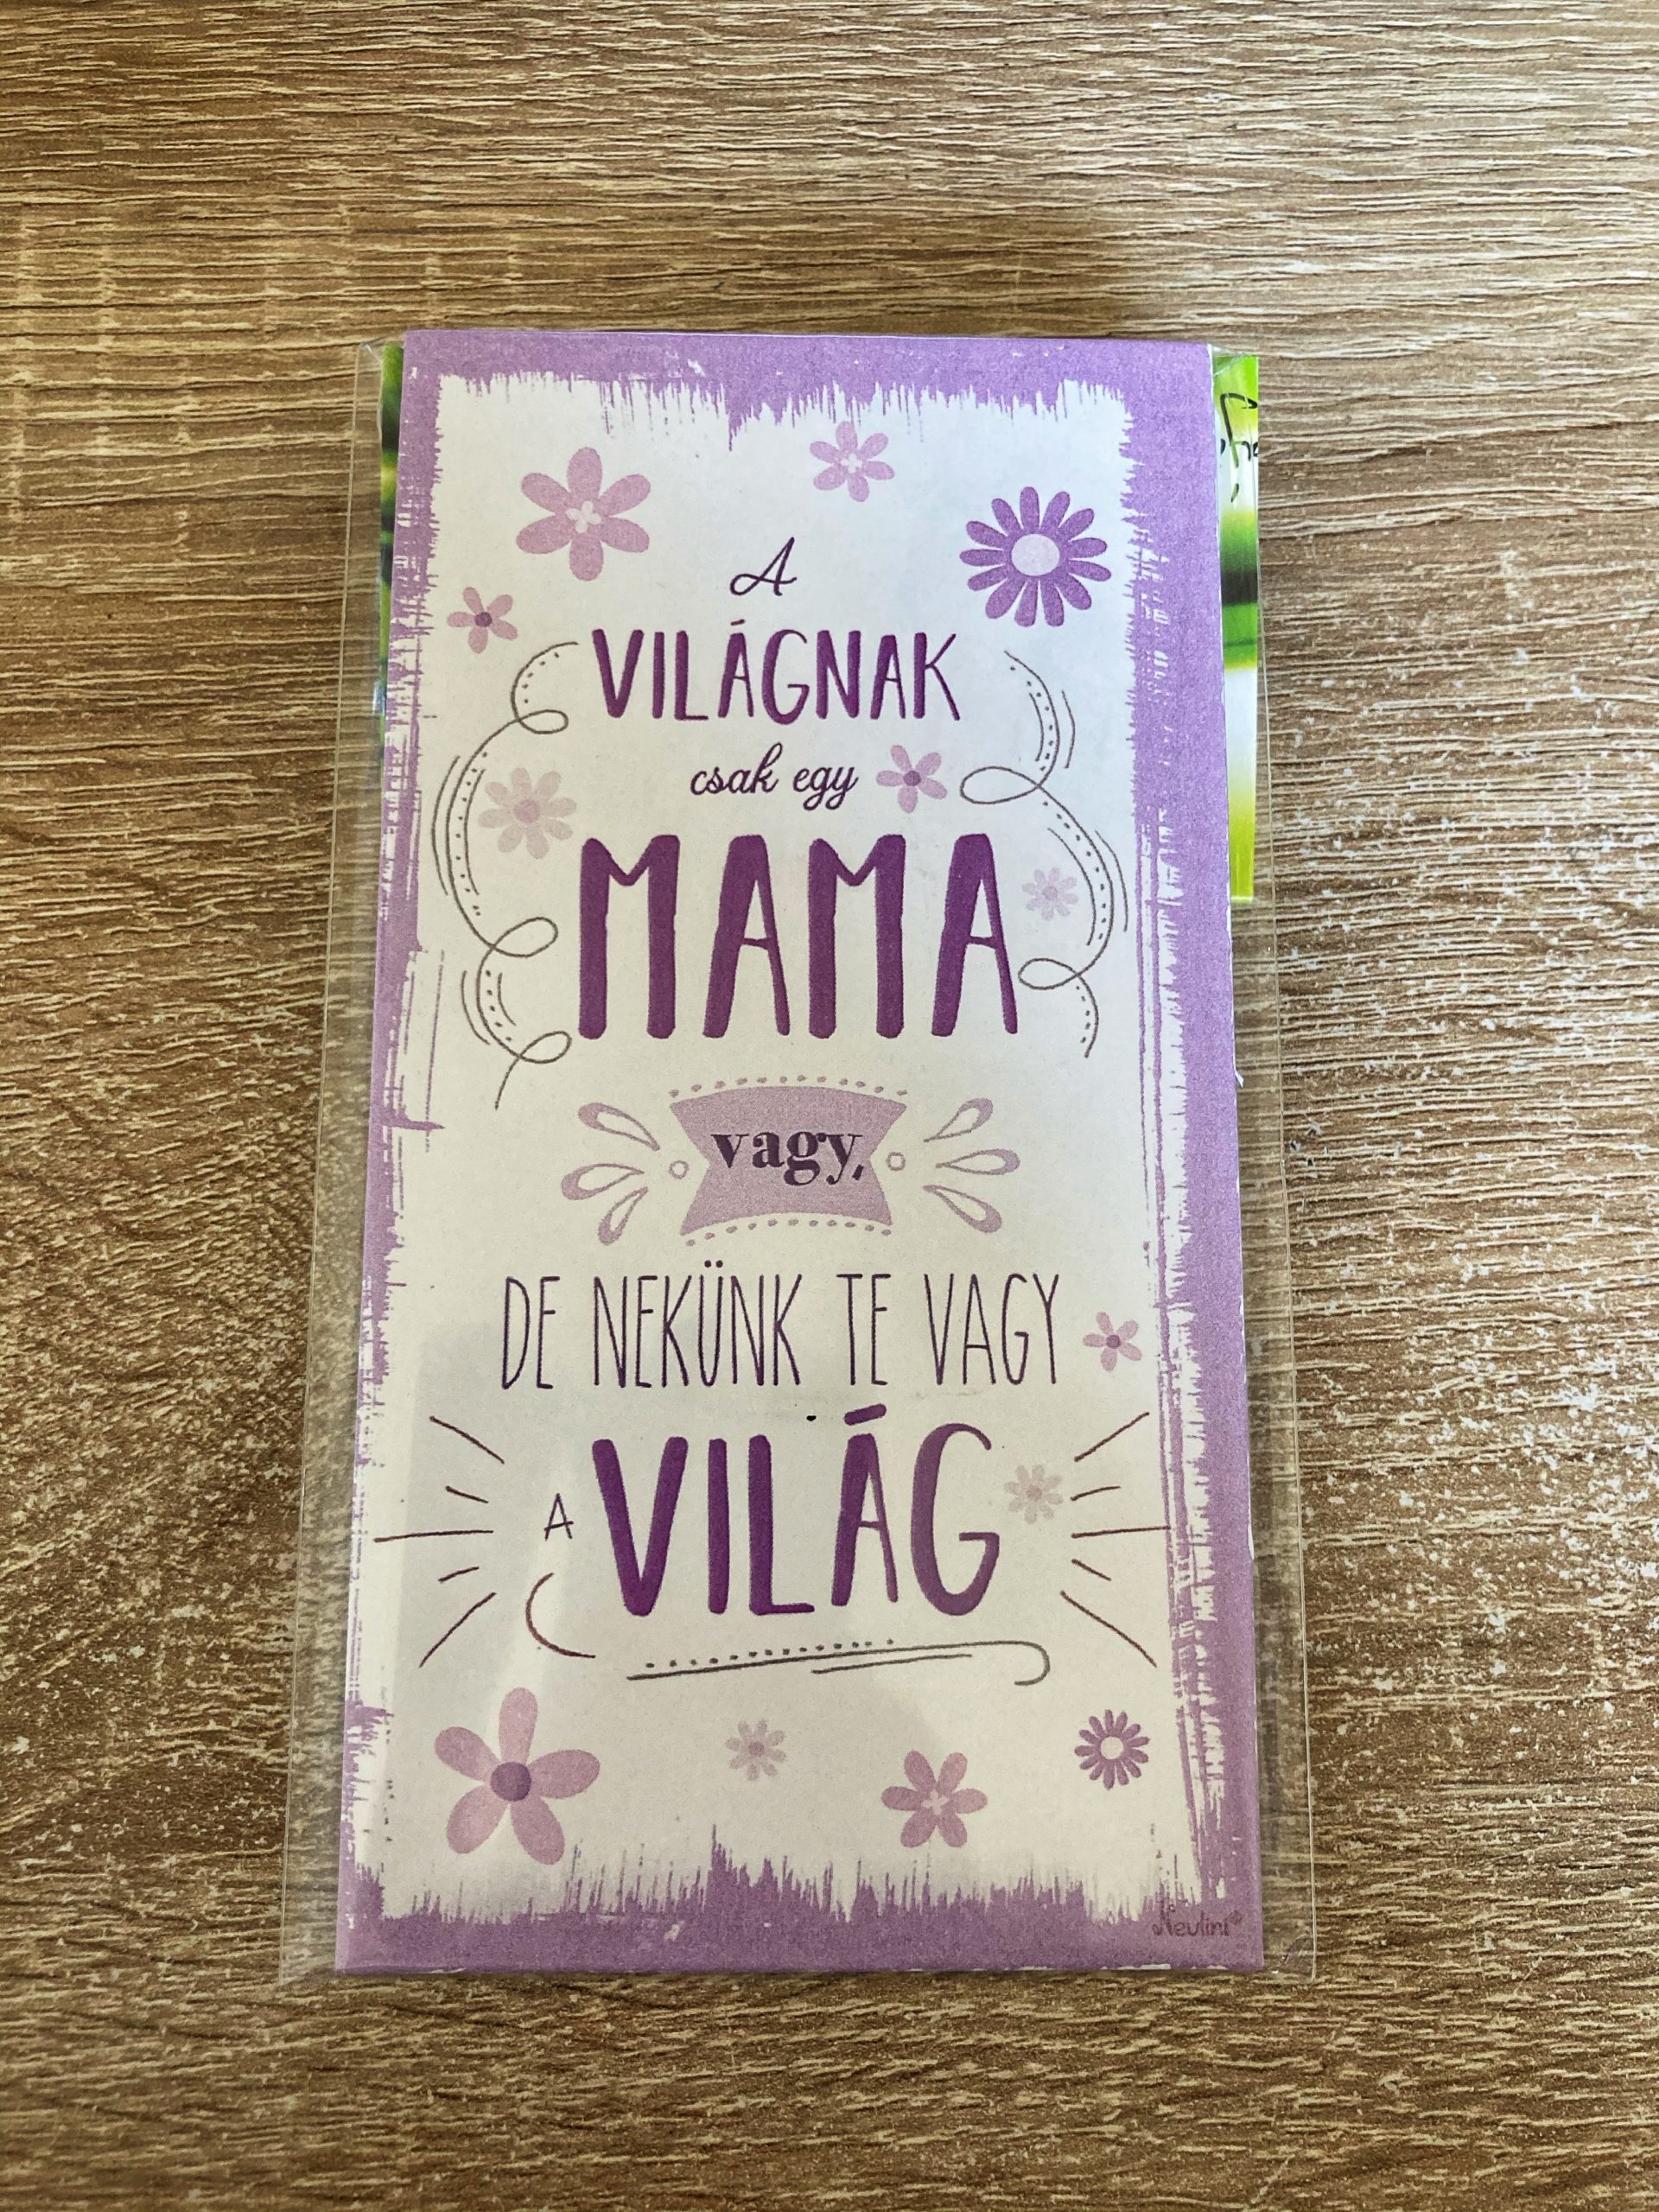 A
VILÁGNAK
csak egy
MAMA
vagy,
DE NEKÜNK TE VAGY
A VILÁG